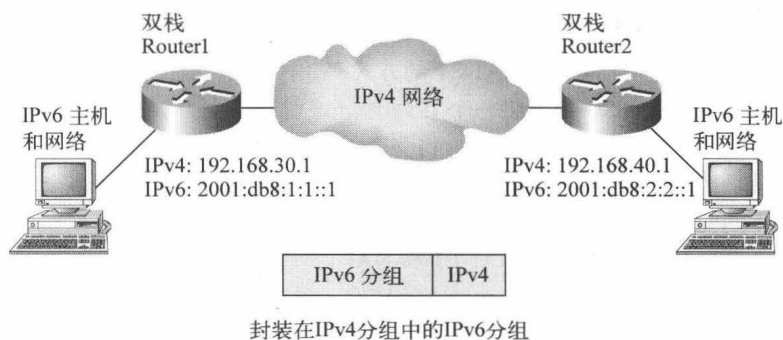 双栈
Router1
双栈
Router2
IPv4 网络
IPv6 主机
和网络
IPv6 主机
和网络
IPv4: 192.168.30.1
IPv6: 2001:db8:1:1::1
IPv4: 192.168.40.1
IPv6: 2001:db8:2:2::1
IPv6 分组
IPv4
封装在IPv4分组中的IPv6分组